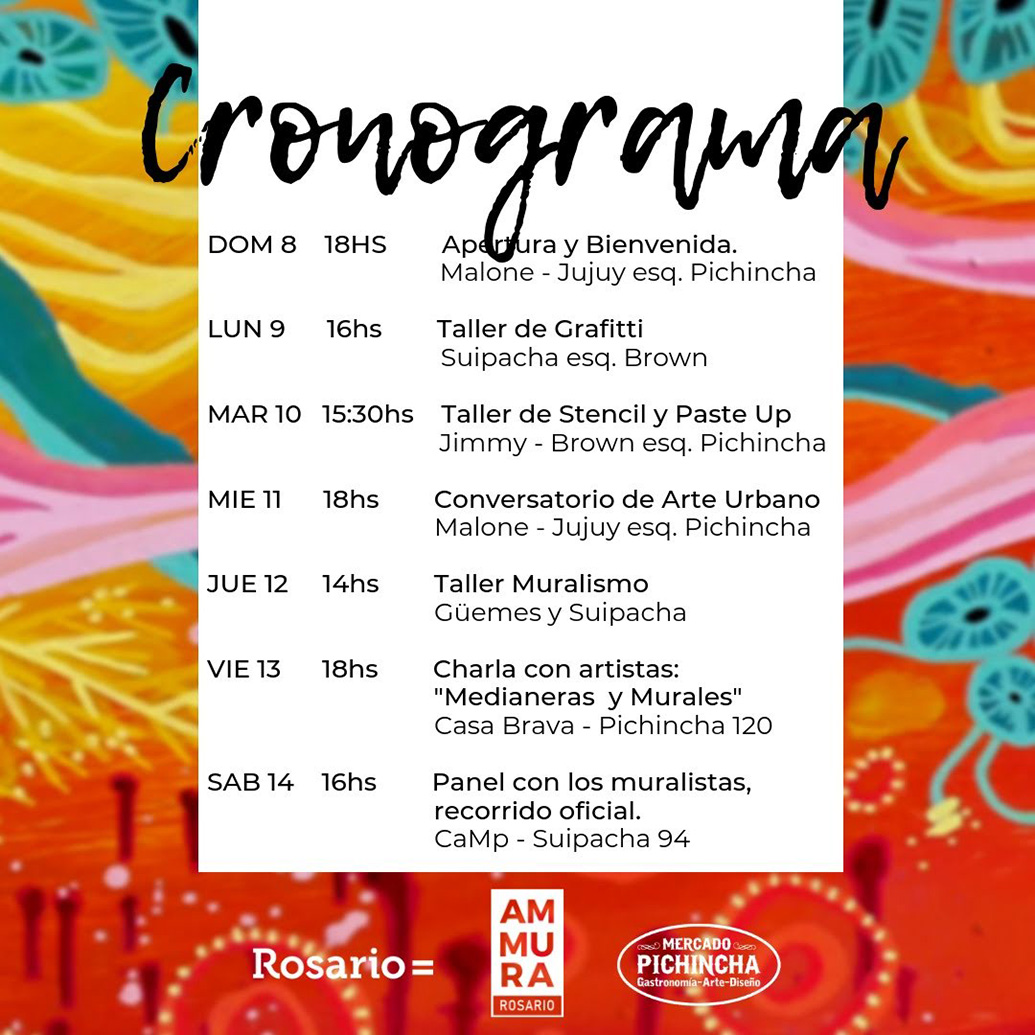 Cronograma
DOM 8 18HS Apertura y Bienvenida.
Malone - Jujuy esq. Pichincha
LUN 9 16hs Taller de Grafitti
Suipacha esq. Brown
MAR 10 15:30hs Taller de Stencil y Paste Up
Jimmy - Brown esq. Pichincha
MIE 11 18hs Conversatorio de Arte Urbano
Malone - Jujuy esq. Pichincha
JUE 12 14hs Taller Muralismo
Güemes y Suipacha
VIE 13 18hs Charla con artistas:
"Medianeras y Murales"
Casa Brava - Pichincha 120
SAB 14 16hs Panel con los muralistas,
recorrido oficial.
CaMp - Suipacha 94
Rosario=
AM
MU
RA
ROSARIO
MERCADO
PICHINCHA
Gastronomía-Arte-Diseño